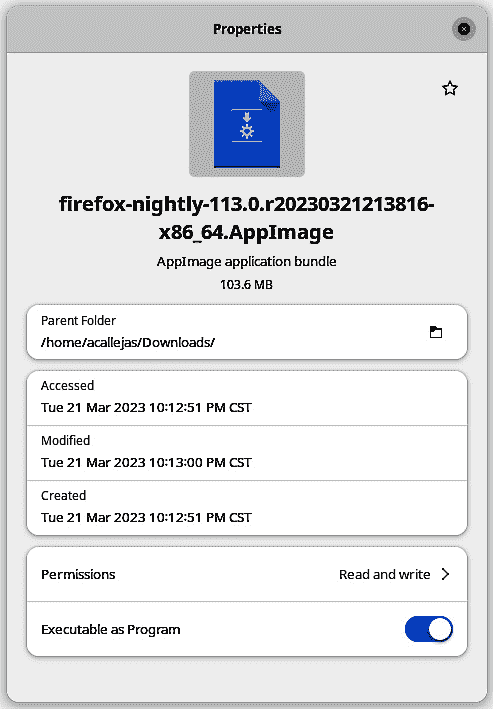 Properties
firefox-nightly-113.0.r20230321213816-
x86_64.AppImage
AppImage application bundle
103.6 MB
Parent Folder
/home/acallejas/Downloads/
Accessed
Tue 21 Mar 2023 10:12:51 PM CST
Modified
Tue 21 Mar 2023 10:13:00 PM CST
Created
Tue 21 Mar 2023 10:12:51 PM CST
Permissions Read and write
Executable as Program